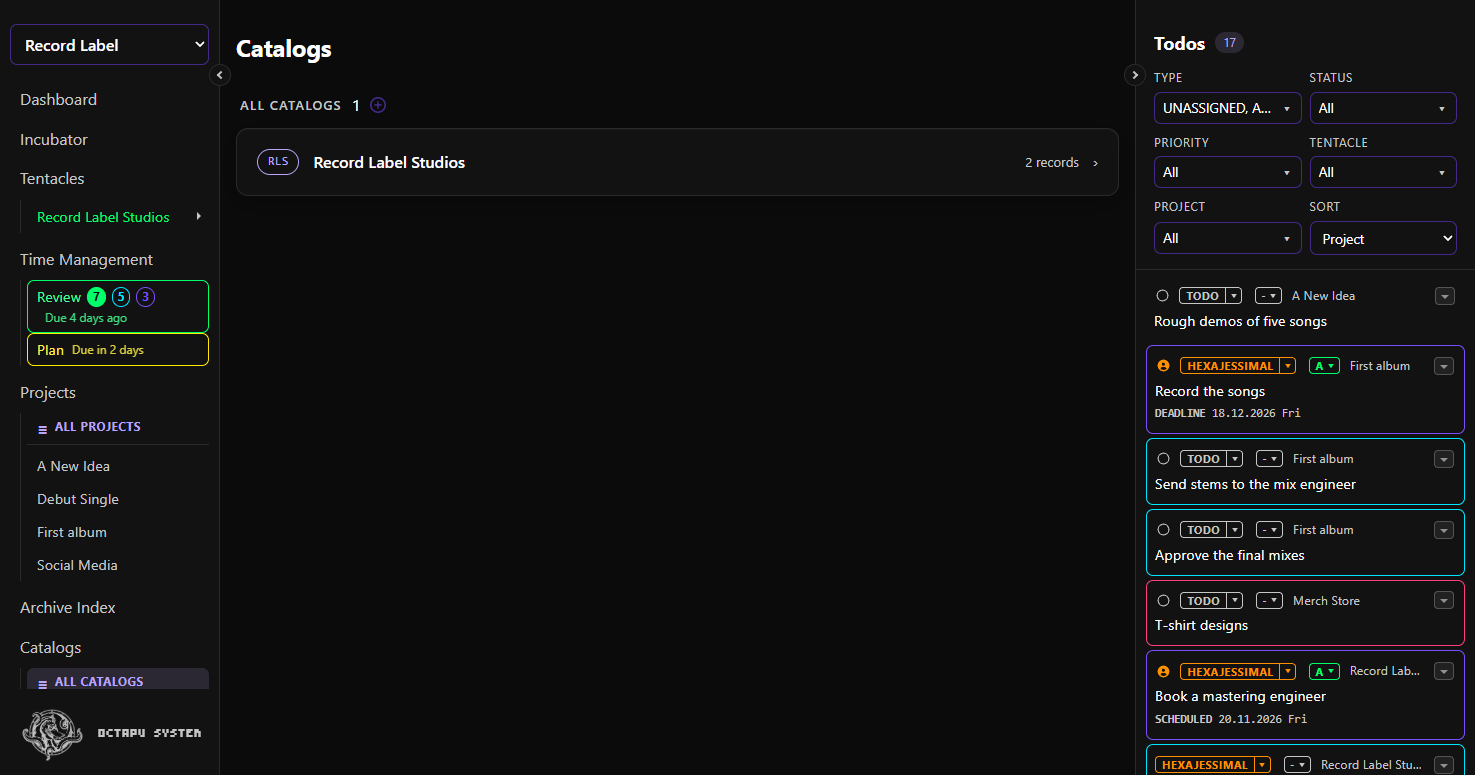 Record Label
Dashboard
Incubator
Tentacles
Record Label Studios
Time Management
Review 7 5 3
Due 4 days ago
Plan Due in 2 days
Projects
ALL PROJECTS
A New Idea
Debut Single
First album
Social Media
Archive Index
Catalogs
ALL CATALOGS
OCTAPU SYSTEM
Catalogs
ALL CATALOGS 1
RLS Record Label Studios 2 records
Todos 17
TYPE STATUS
UNASSIGNED, A... All
PRIORITY TENTACLE
All All
PROJECT SORT
All Project
TODO - A New Idea
Rough demos of five songs
HEXAJESSIMAL A First album
Record the songs
DEADLINE 18.12.2026 Fri
TODO - First album
Send stems to the mix engineer
TODO - First album
Approve the final mixes
TODO - Merch Store
T-shirt designs
HEXAJESSIMAL A Record Lab...
Book a mastering engineer
SCHEDULED 20.11.2026 Fri
HEXAJESSIMAL - Record Label Stu...